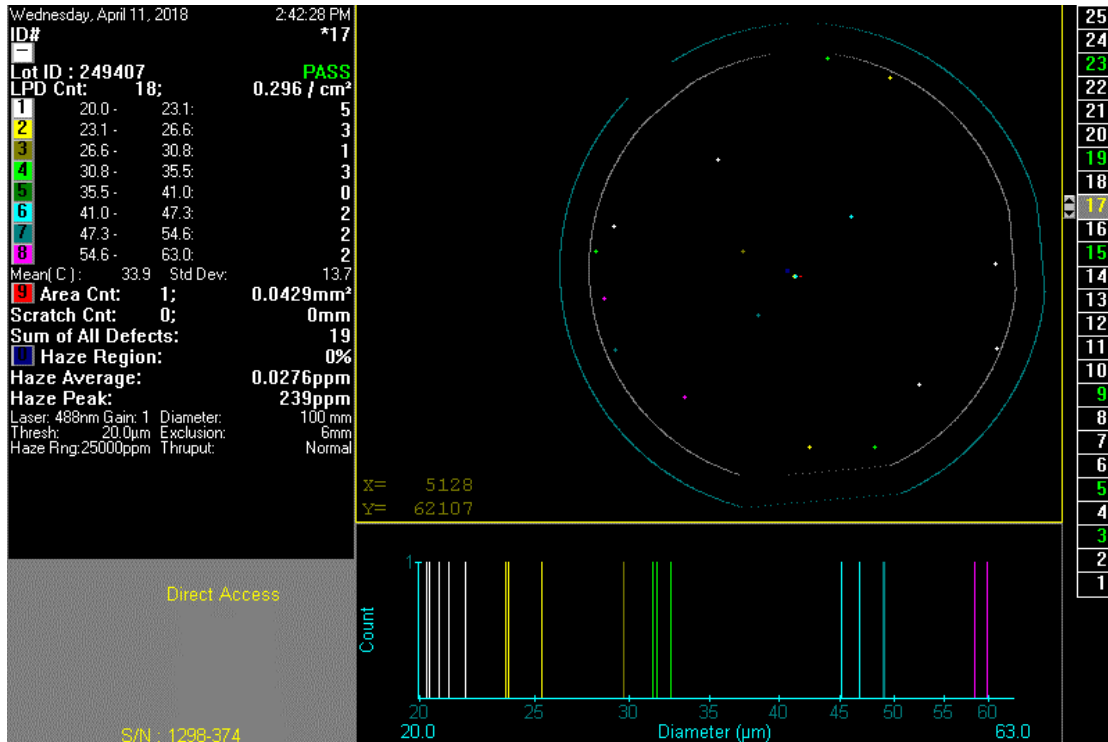 Wednesday, April 11, 2018 2:42:28 PM
ID# *17
Lot ID : 249407 PASS
LPD Cnt: 18; 0.296 / cm²
1 20.0 - 23.1: 5
2 23.1 - 26.6: 3
3 26.6 - 30.8: 1
4 30.8 - 35.5: 3
5 35.5 - 41.0: 0
6 41.0 - 47.3: 2
7 47.3 - 54.6: 2
8 54.6 - 63.0: 2
Mean( C ) : 33.9 Std Dev: 13.7
9 Area Cnt: 1; 0.0429mm²
Scratch Cnt: 0; 0mm
Sum of All Defects: 19
0 Haze Region: 0%
Haze Average: 0.0276ppm
Haze Peak: 239ppm
Laser: 488nm Gain: 1 Diameter: 100 mm
Thresh: 20.0µm Exclusion: 6mm
Haze Rng:25000ppm Thruput: Normal
Direct Access
S/N : 1298-374
X= 5128
Y= 62107
1
Count
20 25 30 35 40 45 50 55 60
20.0 Diameter (µm) 63.0
25
24
23
22
21
20
19
18
17
16
15
14
13
12
11
10
9
8
7
6
5
4
3
2
1